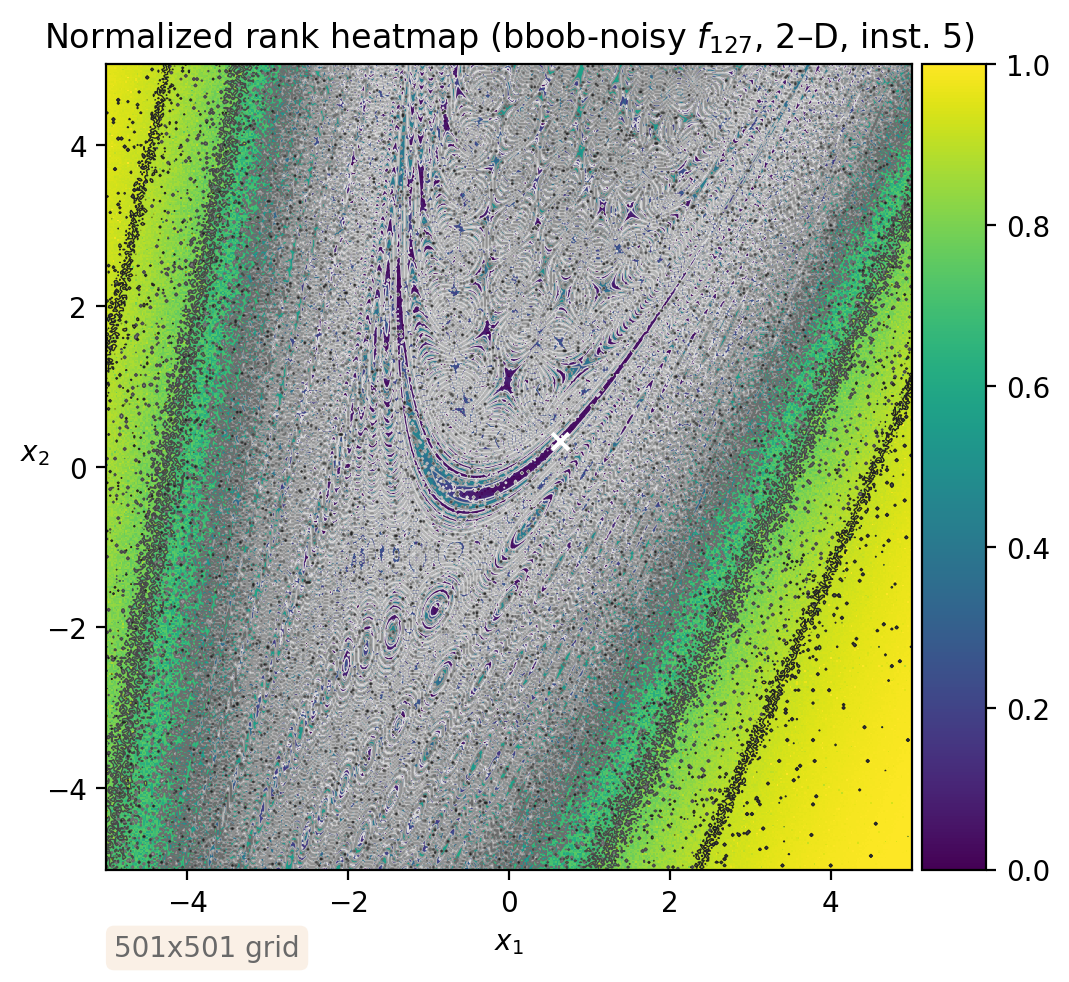 Normalized rank heatmap (bbob-noisy f₁₂₇, 2–D, inst. 5)
1.0
0.8
0.6
0.4
0.2
0.0
4
2
0
−2
−4
x₂
−4 −2 0 2 4
x₁
501x501 grid